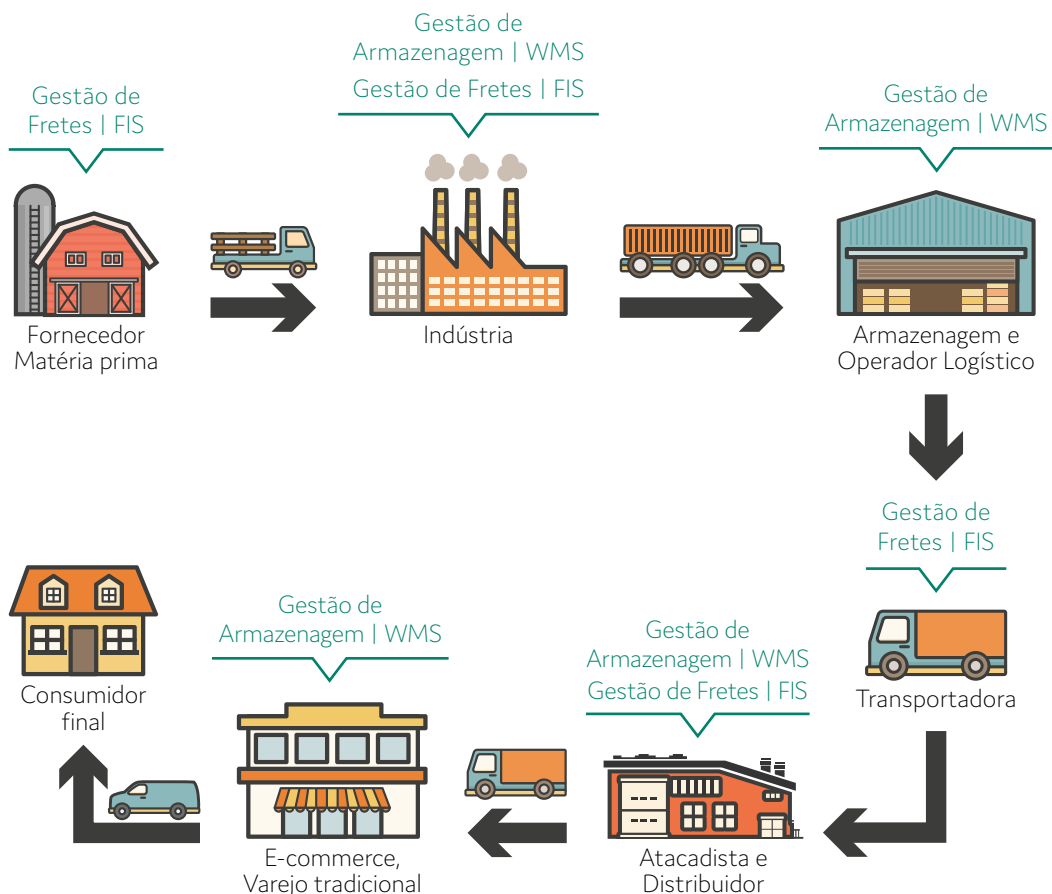 Gestão de
Fretes | FIS
Fornecedor
Matéria prima
Gestão de
Armazenagem | WMS
Gestão de Fretes | FIS
Indústria
Gestão de
Armazenagem | WMS
Armazenagem e
Operador Logístico
Gestão de
Fretes | FIS
Transportadora
Gestão de
Armazenagem | WMS
Gestão de Fretes | FIS
Atacadista e
Distribuidor
Gestão de
Armazenagem | WMS
E-commerce,
Varejo tradicional
Consumidor
final